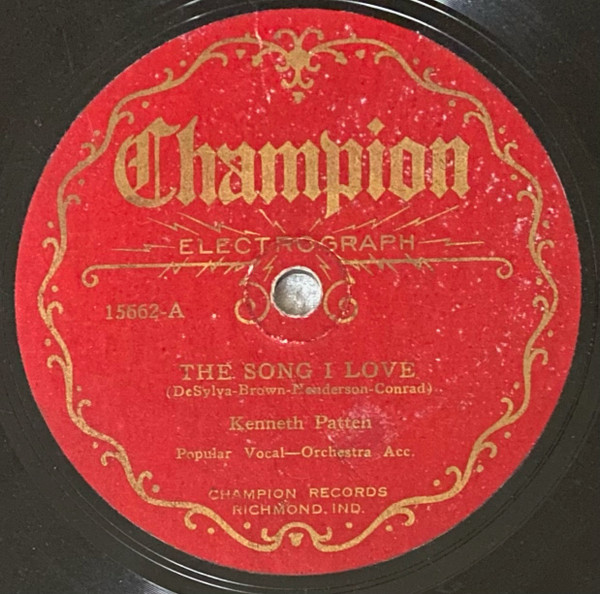 Champion
ELECTROGRAPH
15662-A
THE SONG I LOVE
(DeSylva-Brown-Henderson-Conrad)
Kenneth Patten
Popular Vocal—Orchestra Acc.
CHAMPION RECORDS
RICHMOND, IND.